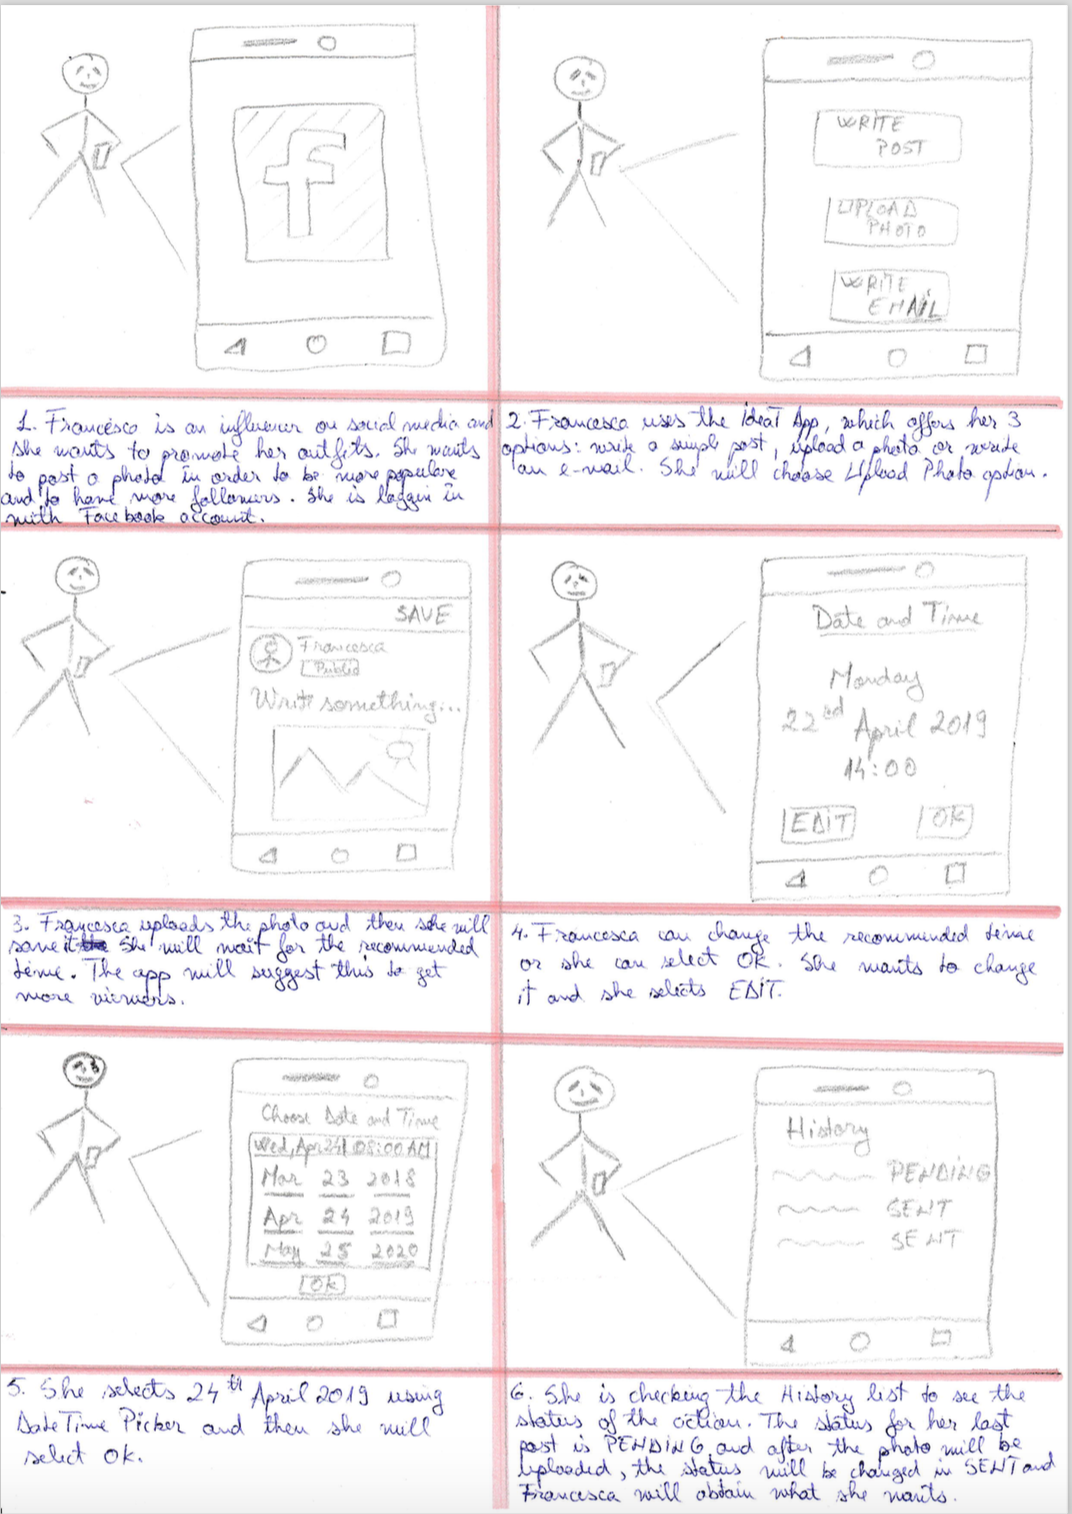 f
WRITE
POST
UPLOAD
PHOTO
WRITE
EMAIL
1. Francesca is an influencer on social media and
she wants to promote her outfits. She wants
to post a photo in order to be more populare
and to have more followers. She is loggin in
with Facebook account.
2. Francesca uses the ideaT App, which offers her 3
options: write a simple post, upload a photo or write
an e-mail. She will choose Upload Photo option.
SAVE
Francesca
Public
Write something...
Date and Time
Monday
22nd April 2019
14:00
EDIT OK
3. Francesca uploads the photo and then she will
save it She will wait for the recommended
time. The app will suggest this to get
more viewers.
4. Francesca can change the recommended time
or she can select OK. She wants to change
it and she selects EDIT.
Choose Date and Time
Wed, Apr 24 08:00 AM
Mar 23 2018
Apr 24 2019
May 25 2020
OK
History
PENDING
SENT
SENT
5. She selects 24th April 2019 using
DateTime Picker and then she will
select OK.
6. She is checking the History list to see the
status of the action. The status for her last
post is PENDING and after the photo will be
uploaded, the status will be changed in SENT and
Francesca will obtain what she wants.